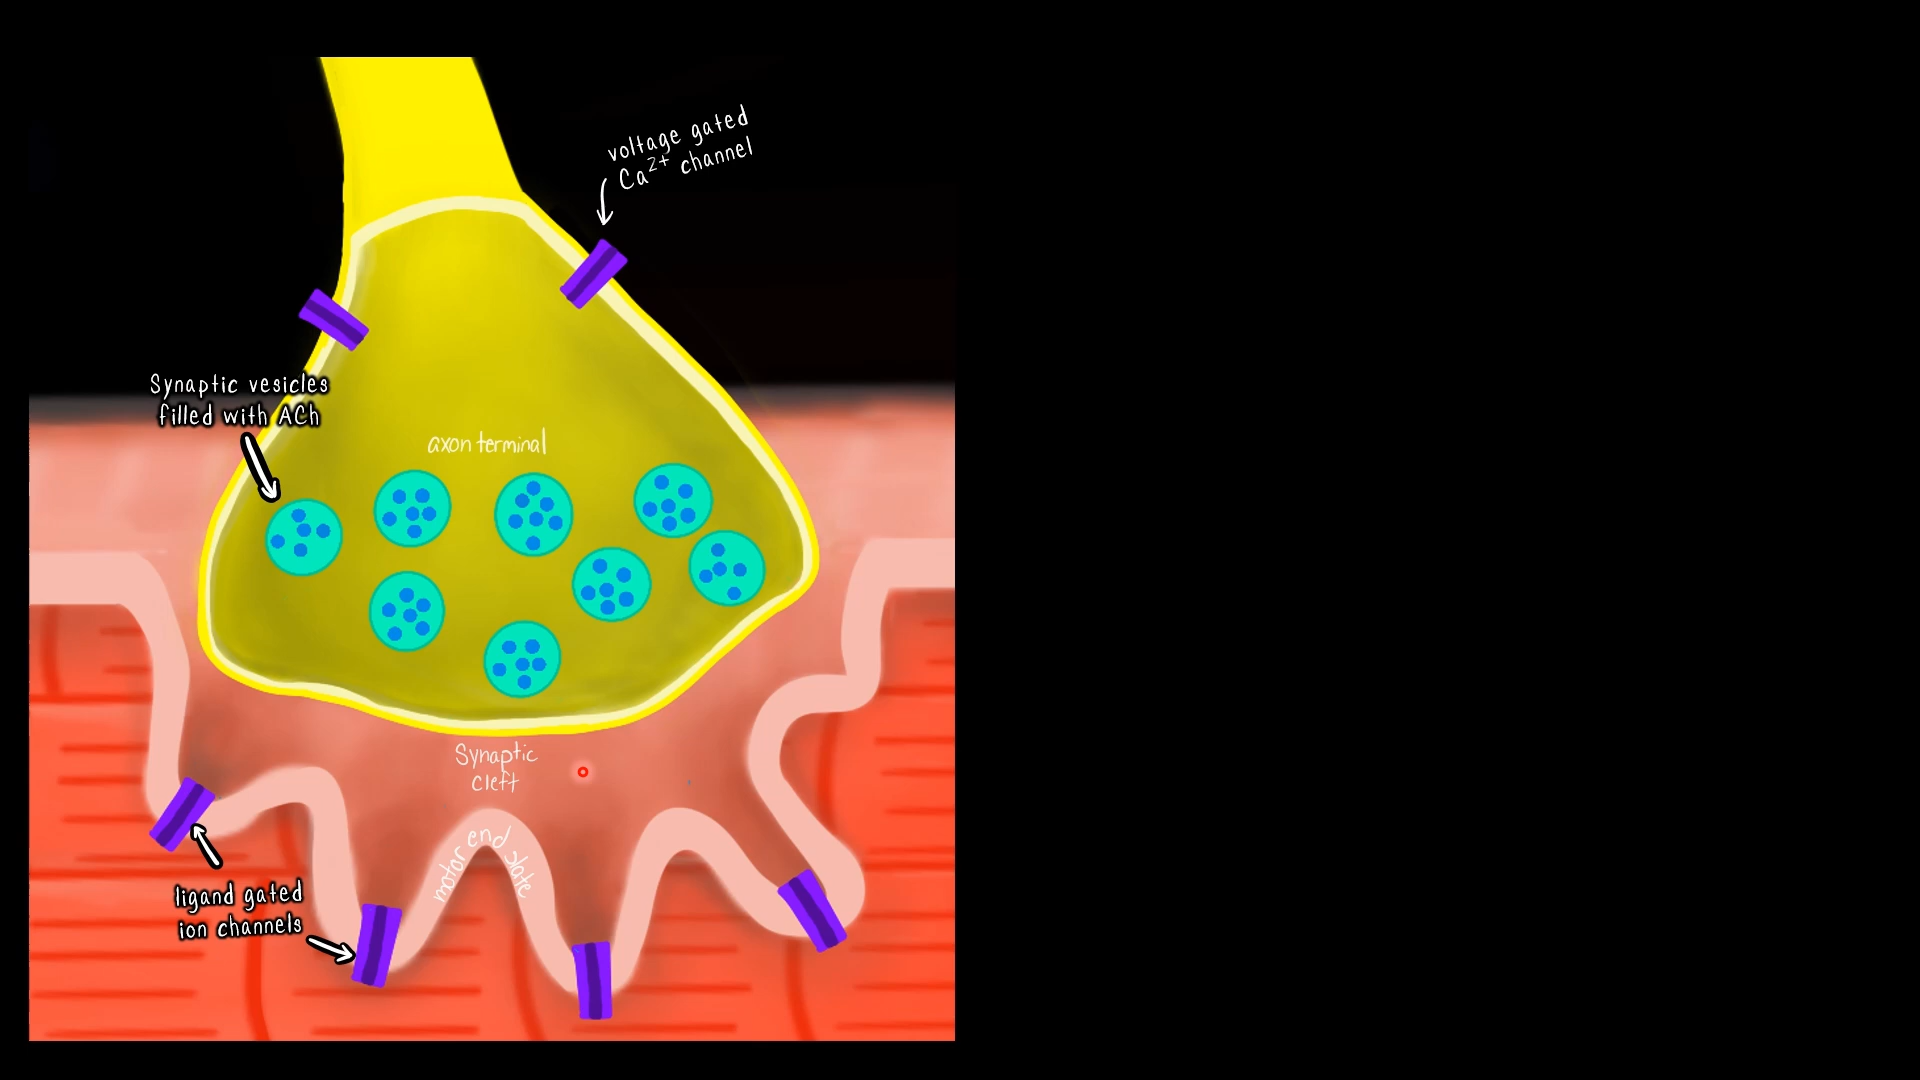 voltage gated
Ca²⁺ channel
Synaptic vesicles
filled with ACh
axon terminal
Synaptic
cleft
motor end plate
ligand gated
ion channels